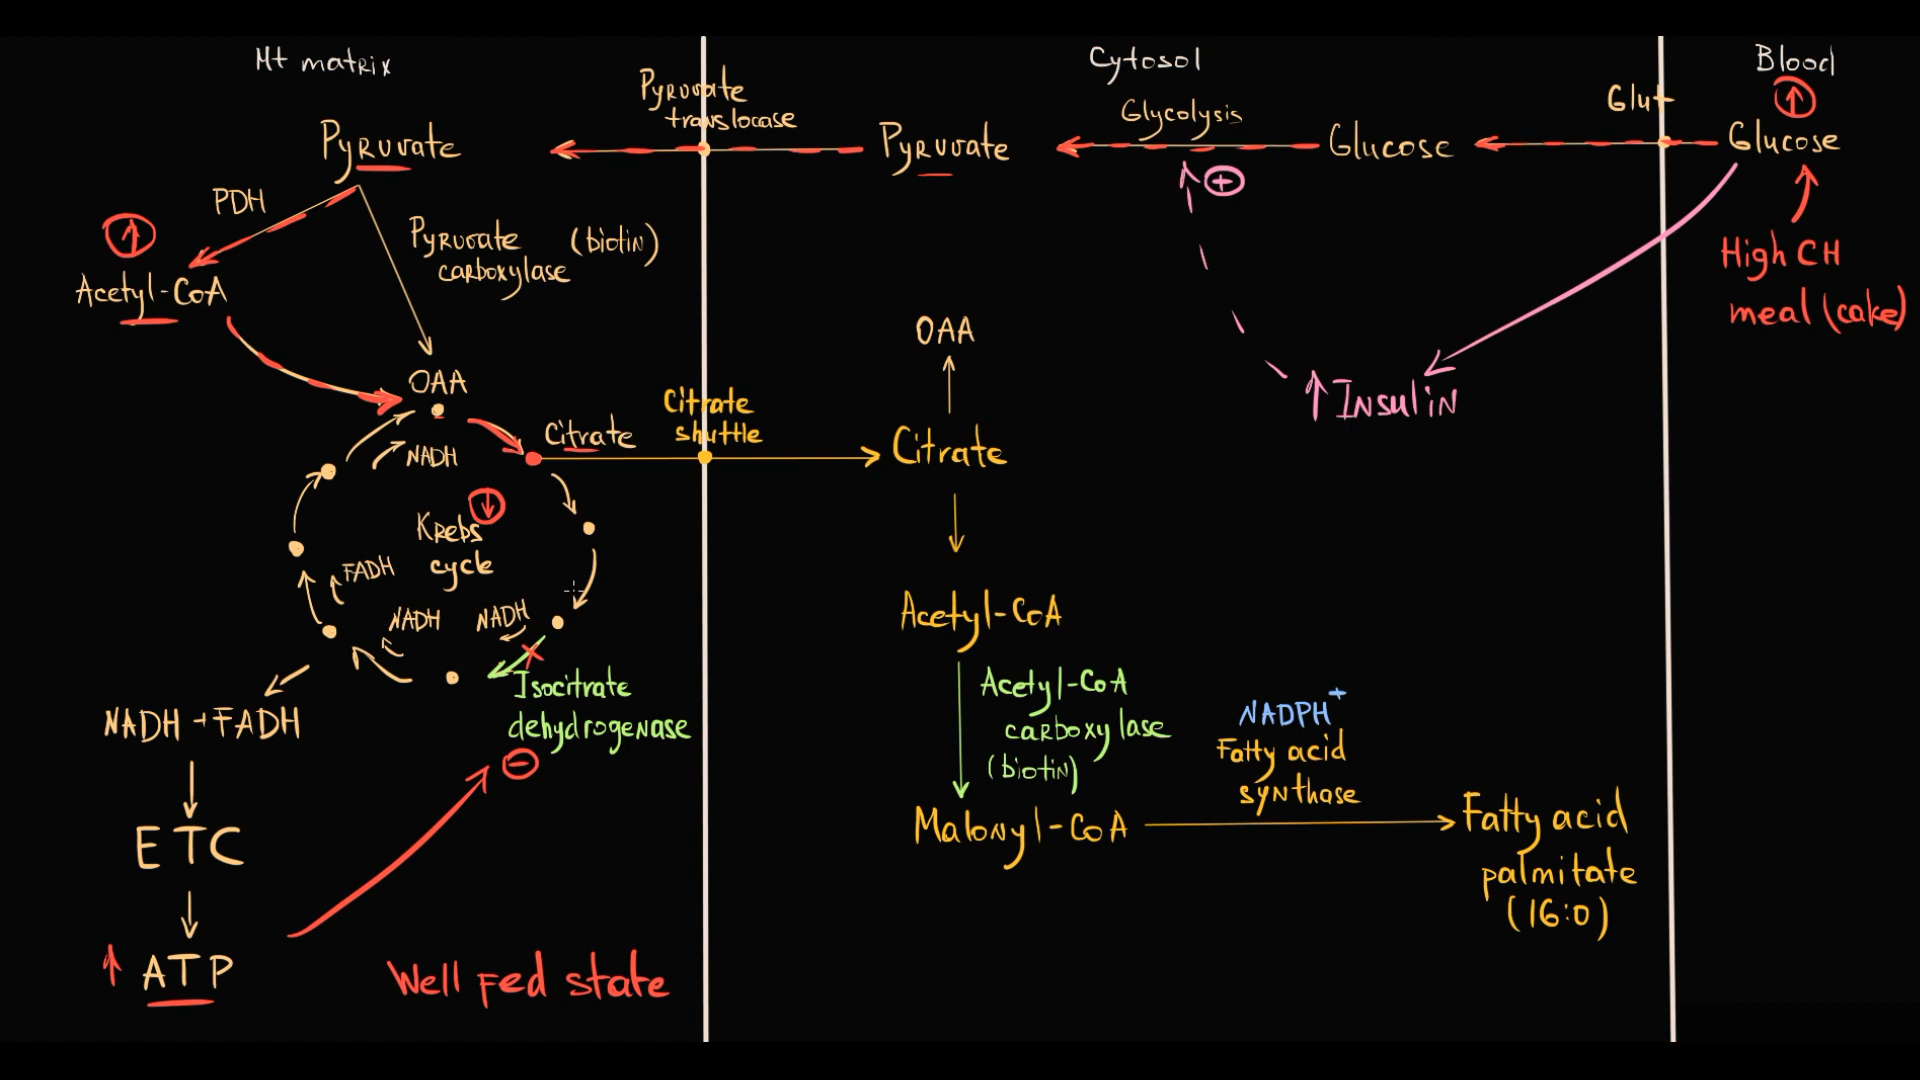 Mt matrix
Cytosol
Blood
Pyruvate
translocase
Glycolysis
Glut
↑
Pyruvate
Pyruvate
Glucose
Glucose
+
PDH
↑
Acetyl-CoA
Pyruvate (biotin)
carboxylase
High CH
meal (cake)
OAA
OAA
↑ Insulin
Citrate
shuttle
Citrate
Citrate
NADH
↓
Krebs
cycle
FADH
NADH
NADH
Isocitrate
dehydrogenase
−
NADH + FADH
ETC
↑ ATP
Well fed state
Acetyl-CoA
Acetyl-CoA
carboxylase
(biotin)
Malonyl-CoA
NADPH+
Fatty acid
synthase
Fatty acid
palmitate
(16:0)